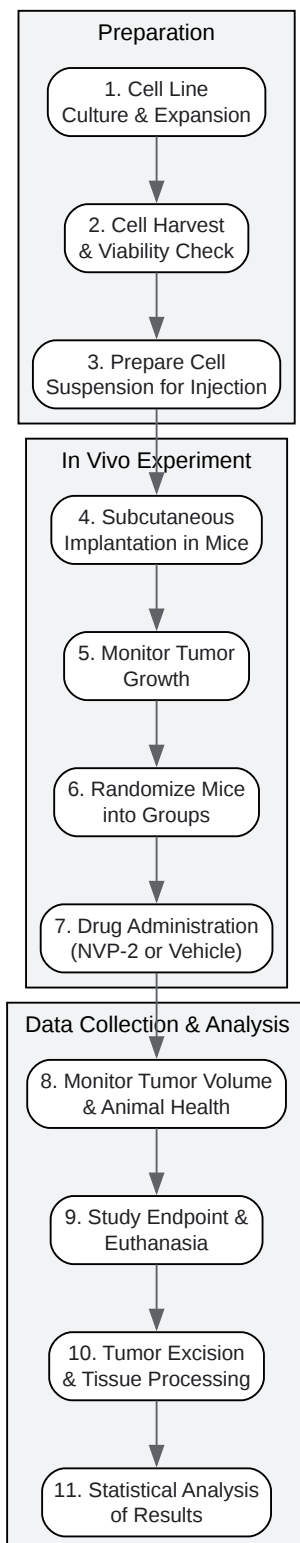 Preparation
1. Cell Line
Culture & Expansion
2. Cell Harvest
& Viability Check
3. Prepare Cell
Suspension for Injection
In Vivo Experiment
4. Subcutaneous
Implantation in Mice
5. Monitor Tumor
Growth
6. Randomize Mice
into Groups
7. Drug Administration
(NVP-2 or Vehicle)
Data Collection & Analysis
8. Monitor Tumor Volume
& Animal Health
9. Study Endpoint &
Euthanasia
10. Tumor Excision
& Tissue Processing
11. Statistical Analysis
of Results